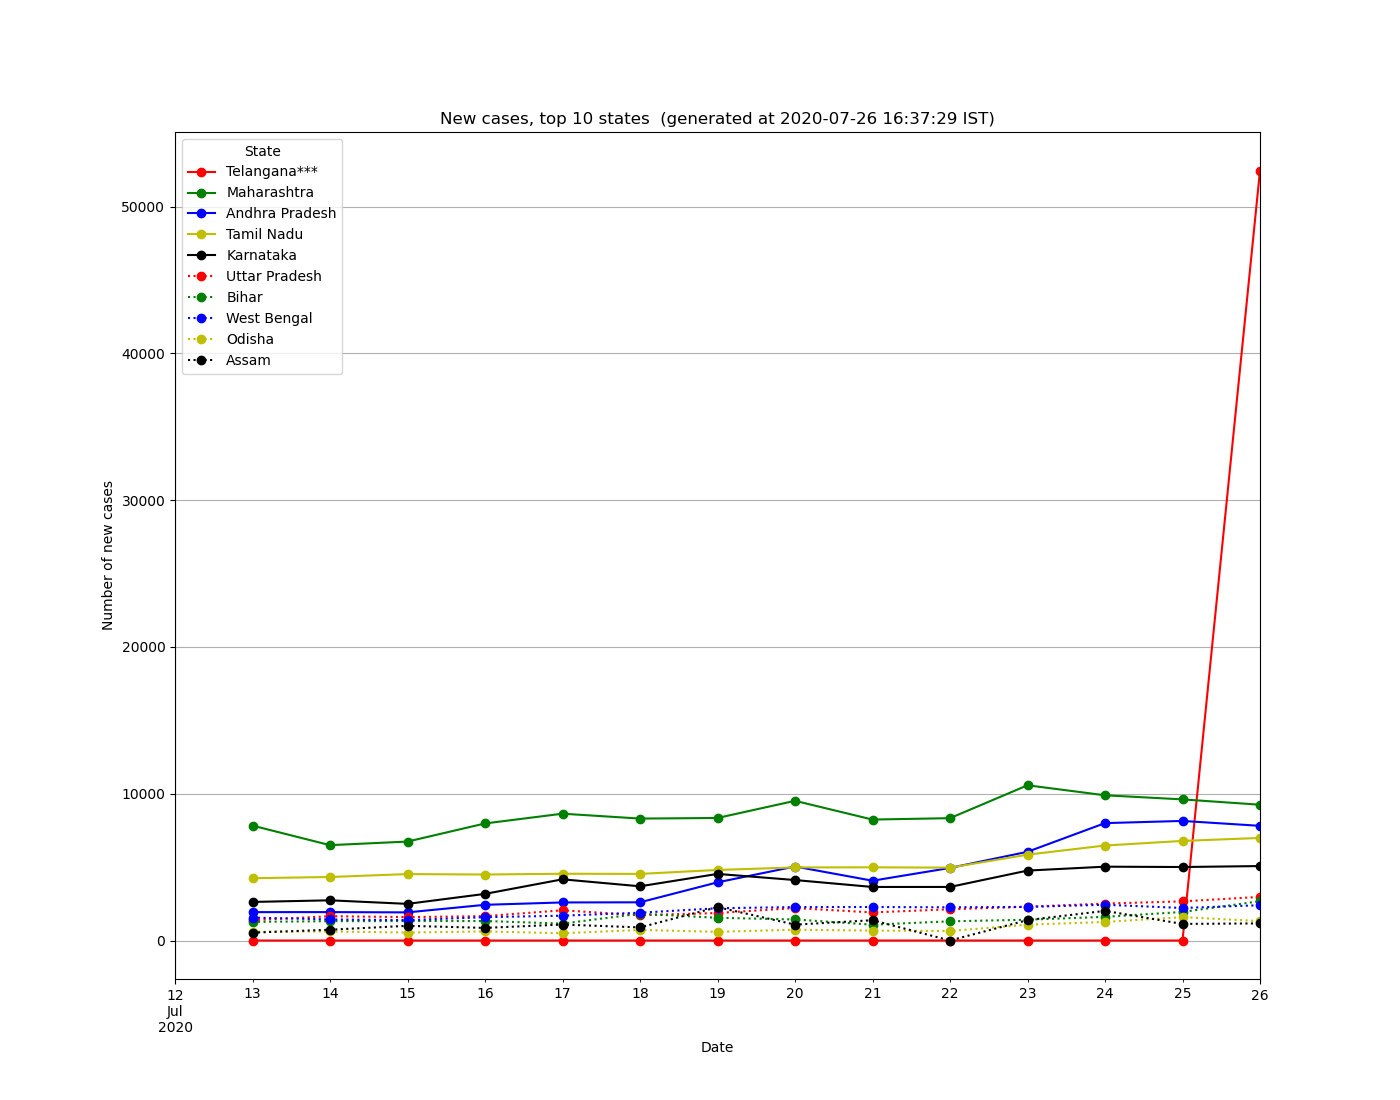 New cases, top 10 states  (generated at 2020-07-26 16:37:29 IST)
State
Telangana***
Maharashtra
Andhra Pradesh
Tamil Nadu
Karnataka
Uttar Pradesh
Bihar
West Bengal
Odisha
Assam
50000
40000
30000
20000
10000
0
Number of new cases
12 13 14 15 16 17 18 19 20 21 22 23 24 25 26
Jul
2020
Date